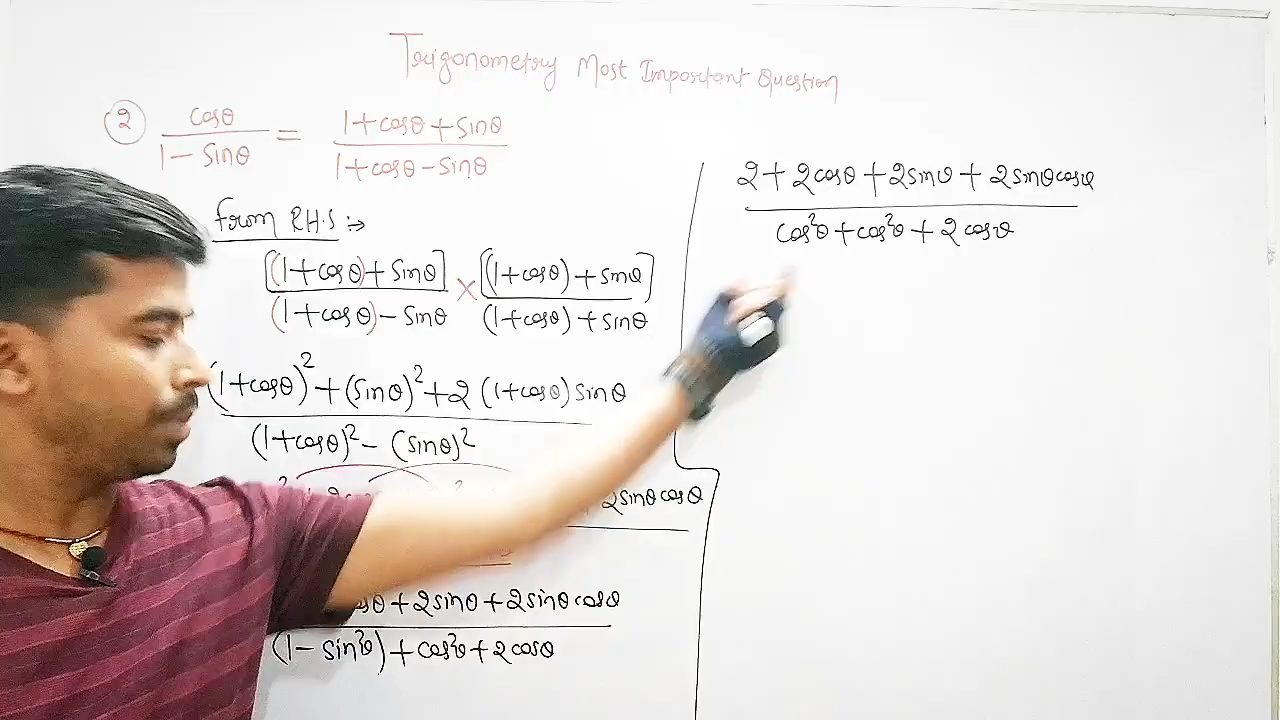 Trigonometry Most Important Question
2 cosθ / 1 - sinθ = 1+cosθ+sinθ / 1+cosθ-sinθ
from R.H.S :→
[(1+cosθ)+sinθ] / (1+cosθ)-sinθ × [(1+cosθ)+sinθ] / (1+cosθ)+sinθ
(1+cosθ)²+(sinθ)²+2(1+cosθ)sinθ
(1+cosθ)²-(sinθ)²
2sinθcosθ
+2sinθ+2sinθcosθ
(1-sin²θ)+cos²θ+2cosθ
2+2cosθ+2sinθ+2sinθcosθ
cos²θ+cos²θ+2cosθ